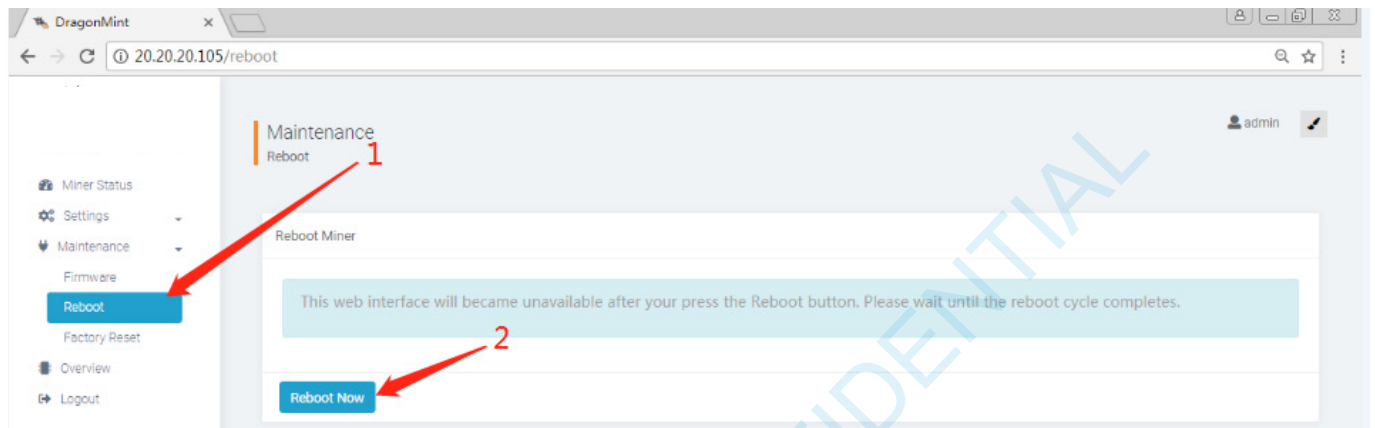 DragonMint
20.20.20.105/reboot
admin
Maintenance
Reboot
1
Miner Status
Settings
Maintenance
Firmware
Reboot
Factory Reset
Overview
Logout
Reboot Miner
This web interface will became unavailable after your press the Reboot button. Please wait until the reboot cycle completes.
2
Reboot Now
FIDENTIAL